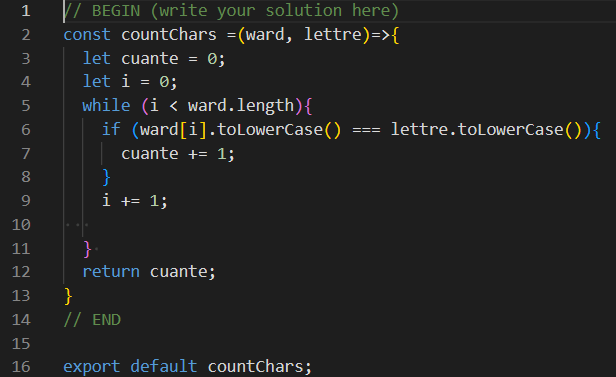 1 // BEGIN (write your solution here)
2 const countChars =(ward, lettre)=>{
3   let cuante = 0;
4   let i = 0;
5   while (i < ward.length){
6     if (ward[i].toLowerCase() === lettre.toLowerCase()){
7       cuante += 1;
8     }
9     i += 1;
10
11   }
12   return cuante;
13 }
14 // END
15
16 export default countChars;